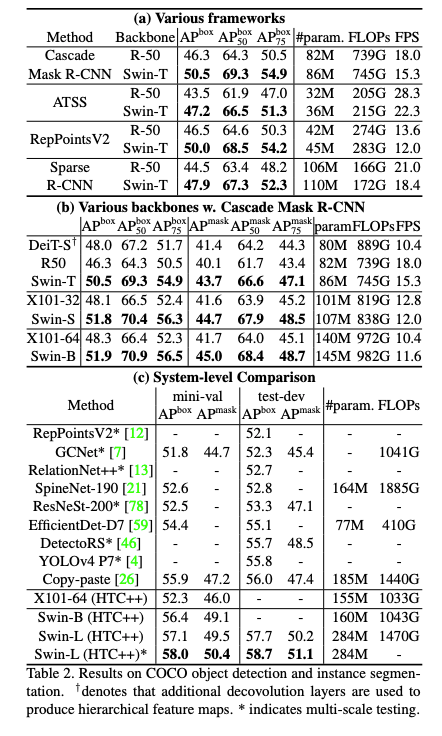 (a) Various frameworks
Method Backbone AP^box AP^box_50 AP^box_75 #param. FLOPs FPS
Cascade R-50 46.3 64.3 50.5 82M 739G 18.0
Mask R-CNN Swin-T 50.5 69.3 54.9 86M 745G 15.3
ATSS R-50 43.5 61.9 47.0 32M 205G 28.3
Swin-T 47.2 66.5 51.3 36M 215G 22.3
RepPointsV2 R-50 46.5 64.6 50.3 42M 274G 13.6
Swin-T 50.0 68.5 54.2 45M 283G 12.0
Sparse R-50 44.5 63.4 48.2 106M 166G 21.0
R-CNN Swin-T 47.9 67.3 52.3 110M 172G 18.4
(b) Various backbones w. Cascade Mask R-CNN
AP^box AP^box_50 AP^box_75 AP^mask AP^mask_50 AP^mask_75 param FLOPs FPS
DeiT-S† 48.0 67.2 51.7 41.4 64.2 44.3 80M 889G 10.4
R50 46.3 64.3 50.5 40.1 61.7 43.4 82M 739G 18.0
Swin-T 50.5 69.3 54.9 43.7 66.6 47.1 86M 745G 15.3
X101-32 48.1 66.5 52.4 41.6 63.9 45.2 101M 819G 12.8
Swin-S 51.8 70.4 56.3 44.7 67.9 48.5 107M 838G 12.0
X101-64 48.3 66.4 52.3 41.7 64.0 45.1 140M 972G 10.4
Swin-B 51.9 70.9 56.5 45.0 68.4 48.7 145M 982G 11.6
(c) System-level Comparison
Method mini-val test-dev #param. FLOPs
AP^box AP^mask AP^box AP^mask
RepPointsV2* [12] - - 52.1 - - -
GCNet* [7] 51.8 44.7 52.3 45.4 - 1041G
RelationNet++* [13] - - 52.7 - - -
SpineNet-190 [21] 52.6 - 52.8 - 164M 1885G
ResNeSt-200* [78] 52.5 - 53.3 47.1 - -
EfficientDet-D7 [59] 54.4 - 55.1 - 77M 410G
DetectoRS* [46] - - 55.7 48.5 - -
YOLOv4 P7* [4] - - 55.8 - - -
Copy-paste [26] 55.9 47.2 56.0 47.4 185M 1440G
X101-64 (HTC++) 52.3 46.0 - - 155M 1033G
Swin-B (HTC++) 56.4 49.1 - - 160M 1043G
Swin-L (HTC++) 57.1 49.5 57.7 50.2 284M 1470G
Swin-L (HTC++)* 58.0 50.4 58.7 51.1 284M -
Table 2. Results on COCO object detection and instance segmen-
tation. †denotes that additional decovolution layers are used to
produce hierarchical feature maps. * indicates multi-scale testing.